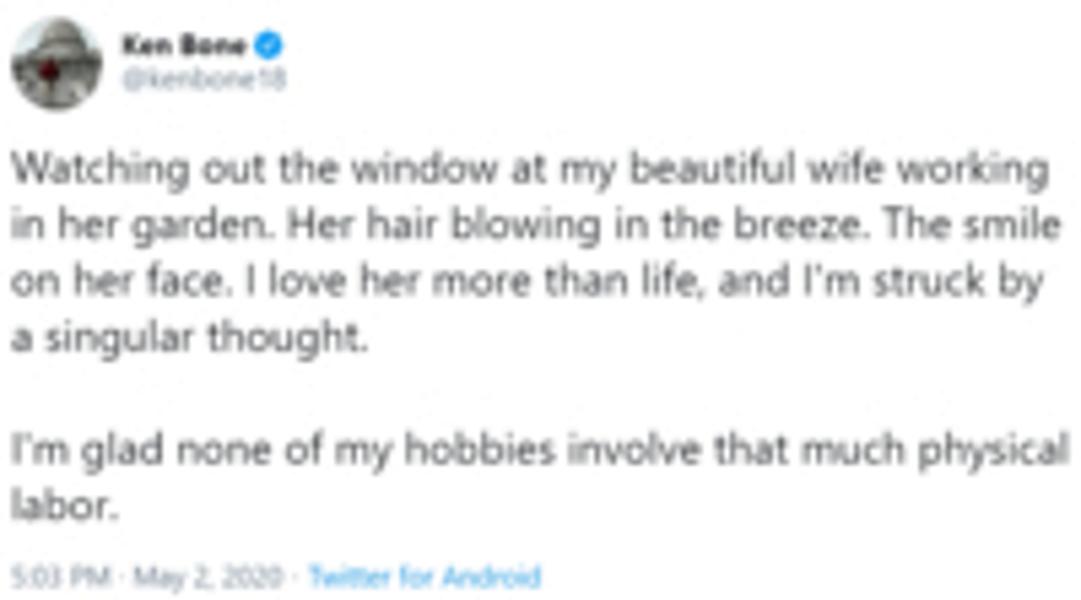 Ken Bone
@kenbone18
Watching out the window at my beautiful wife working
in her garden. Her hair blowing in the breeze. The smile
on her face. I love her more than life, and I'm struck by
a singular thought.
I'm glad none of my hobbies involve that much physical
labor.
5:03 PM · May 2, 2020 · Twitter for Android